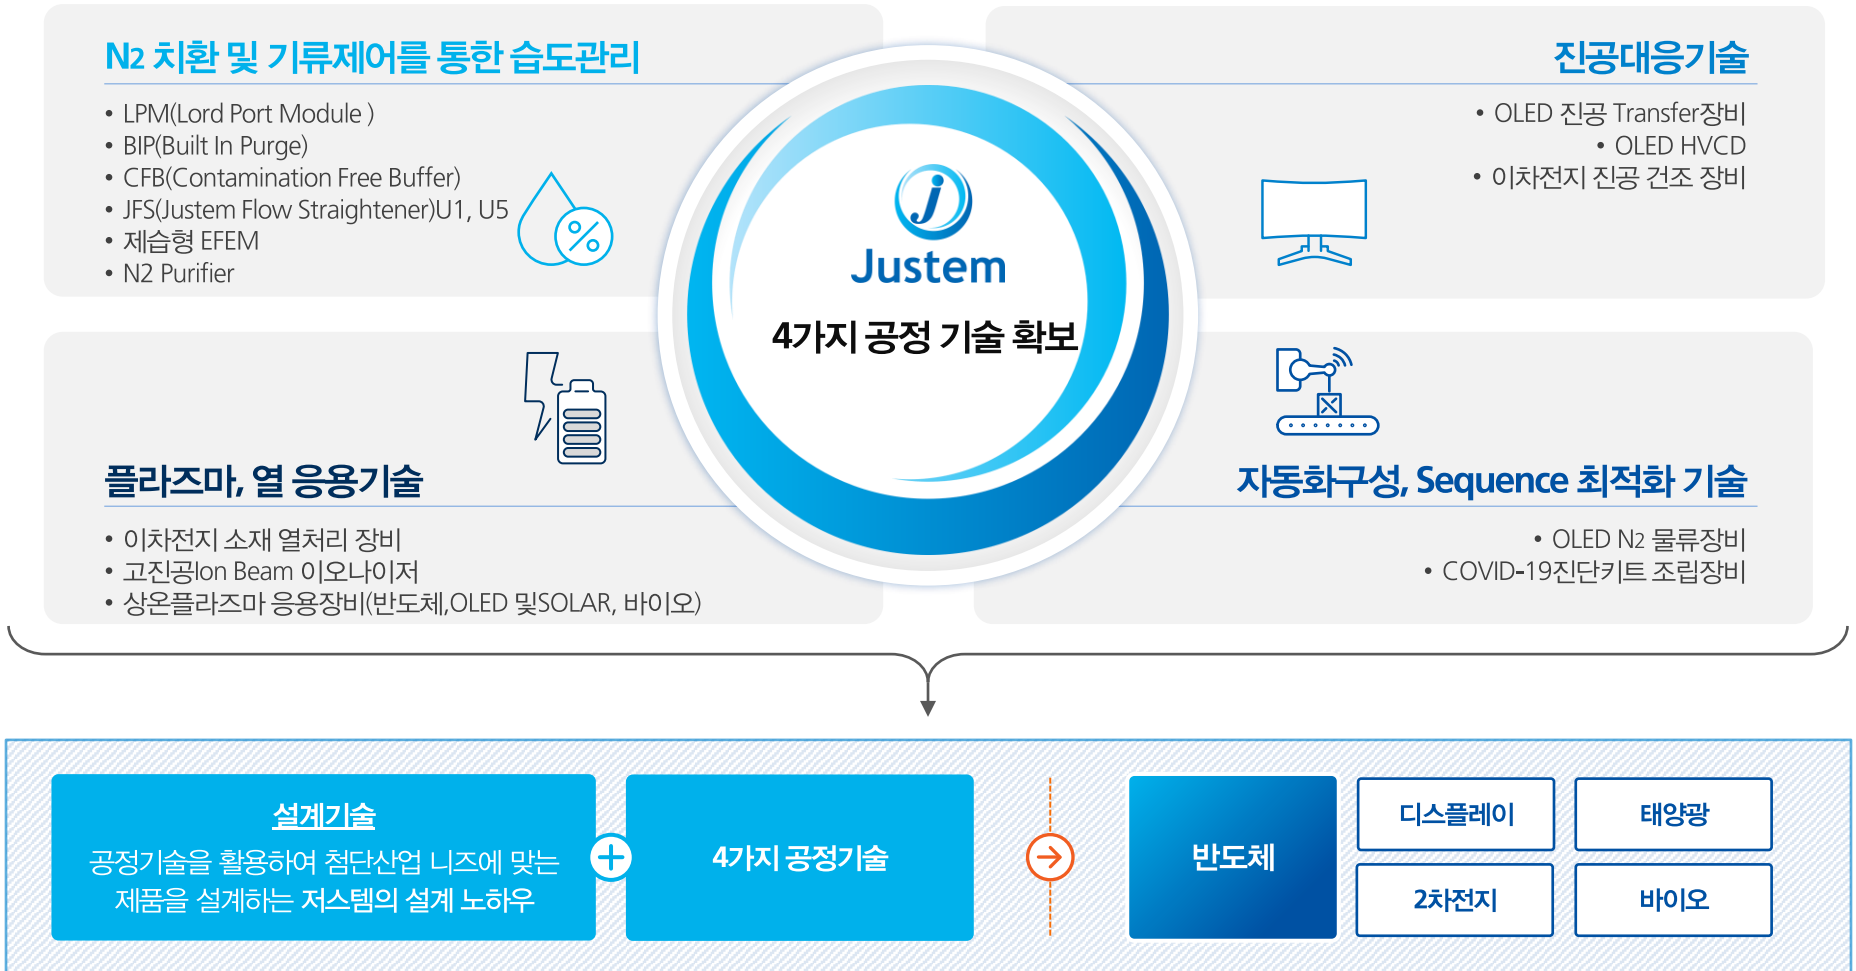 N2 치환 및 기류제어를 통한 습도관리
• LPM(Lord Port Module )
• BIP(Built In Purge)
• CFB(Contamination Free Buffer)
• JFS(Justem Flow Straightener)U1, U5
• 제습형 EFEM
• N2 Purifier
진공대응기술
• OLED 진공 Transfer장비
• OLED HVCD
• 이차전지 진공 건조 장비
Justem
4가지 공정 기술 확보
플라즈마, 열 응용기술
• 이차전지 소재 열처리 장비
• 고진공Ion Beam 이오나이저
• 상온플라즈마 응용장비(반도체,OLED 및SOLAR, 바이오)
자동화구성, Sequence 최적화 기술
• OLED N2 물류장비
• COVID-19진단키트 조립장비
설계기술
공정기술을 활용하여 첨단산업 니즈에 맞는
제품을 설계하는 저스템의 설계 노하우
4가지 공정기술
반도체
디스플레이
태양광
2차전지
바이오